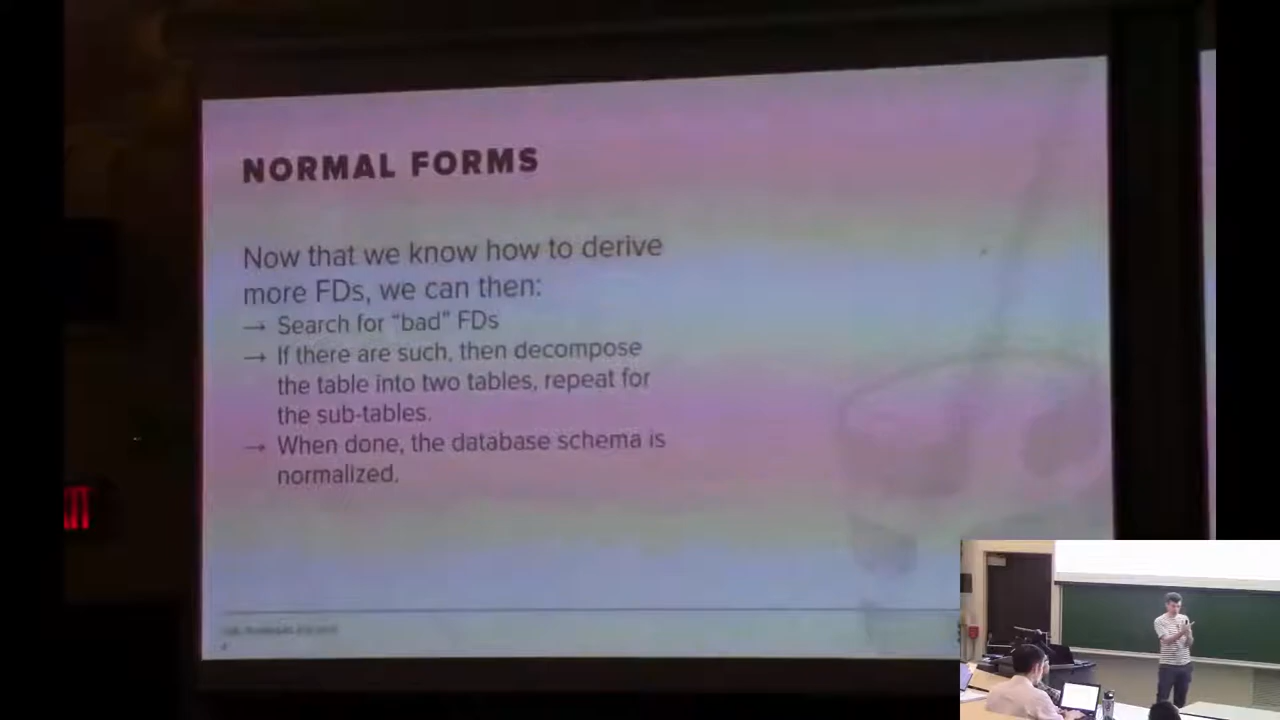 NORMAL FORMS
Now that we know how to derive
more FDs, we can then:
→ Search for “bad” FDs
→ If there are such, then decompose
the table into two tables, repeat for
the sub-tables.
→ When done, the database schema is
normalized.